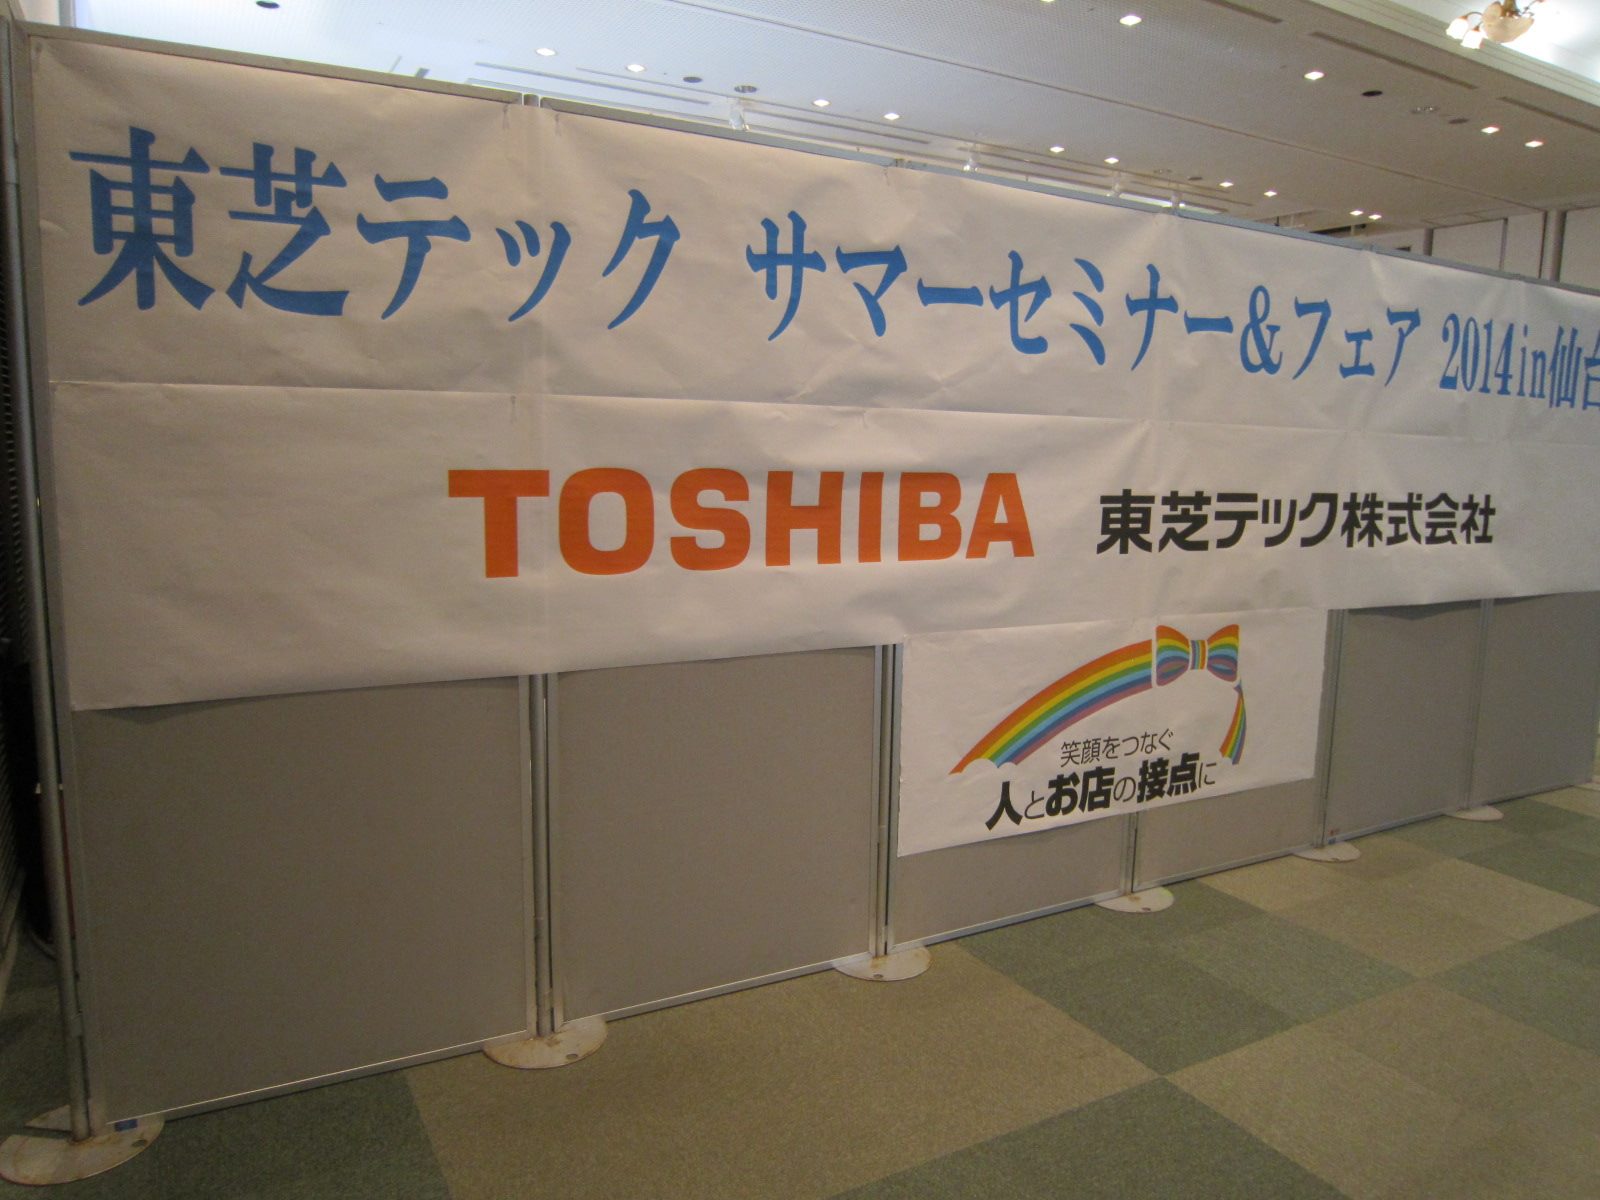 東芝テック サマーセミナー&フェア 2014in仙台
TOSHIBA 東芝テック株式会社
笑顔をつなぐ
人とお店の接点に